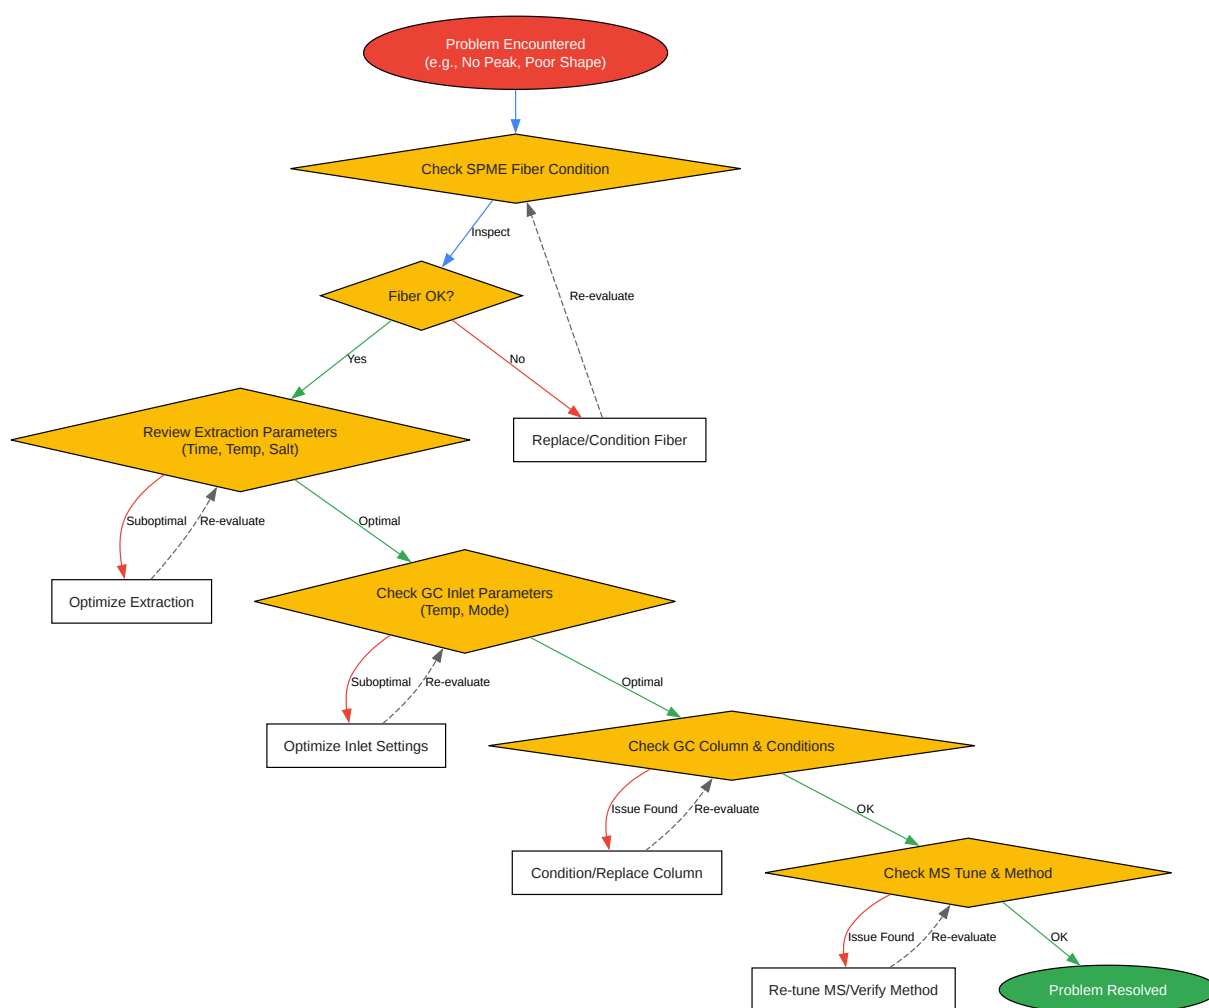 Problem Encountered
(e.g., No Peak, Poor Shape)
Check SPME Fiber Condition
Inspect
Re-evaluate
Fiber OK?
Yes
No
Review Extraction Parameters
(Time, Temp, Salt)
Replace/Condition Fiber
Suboptimal
Re-evaluate
Optimal
Optimize Extraction
Check GC Inlet Parameters
(Temp, Mode)
Suboptimal
Re-evaluate
Optimal
Optimize Inlet Settings
Check GC Column & Conditions
Issue Found
Re-evaluate
OK
Condition/Replace Column
Check MS Tune & Method
Issue Found
Re-evaluate
OK
Re-tune MS/Verify Method
Problem Resolved